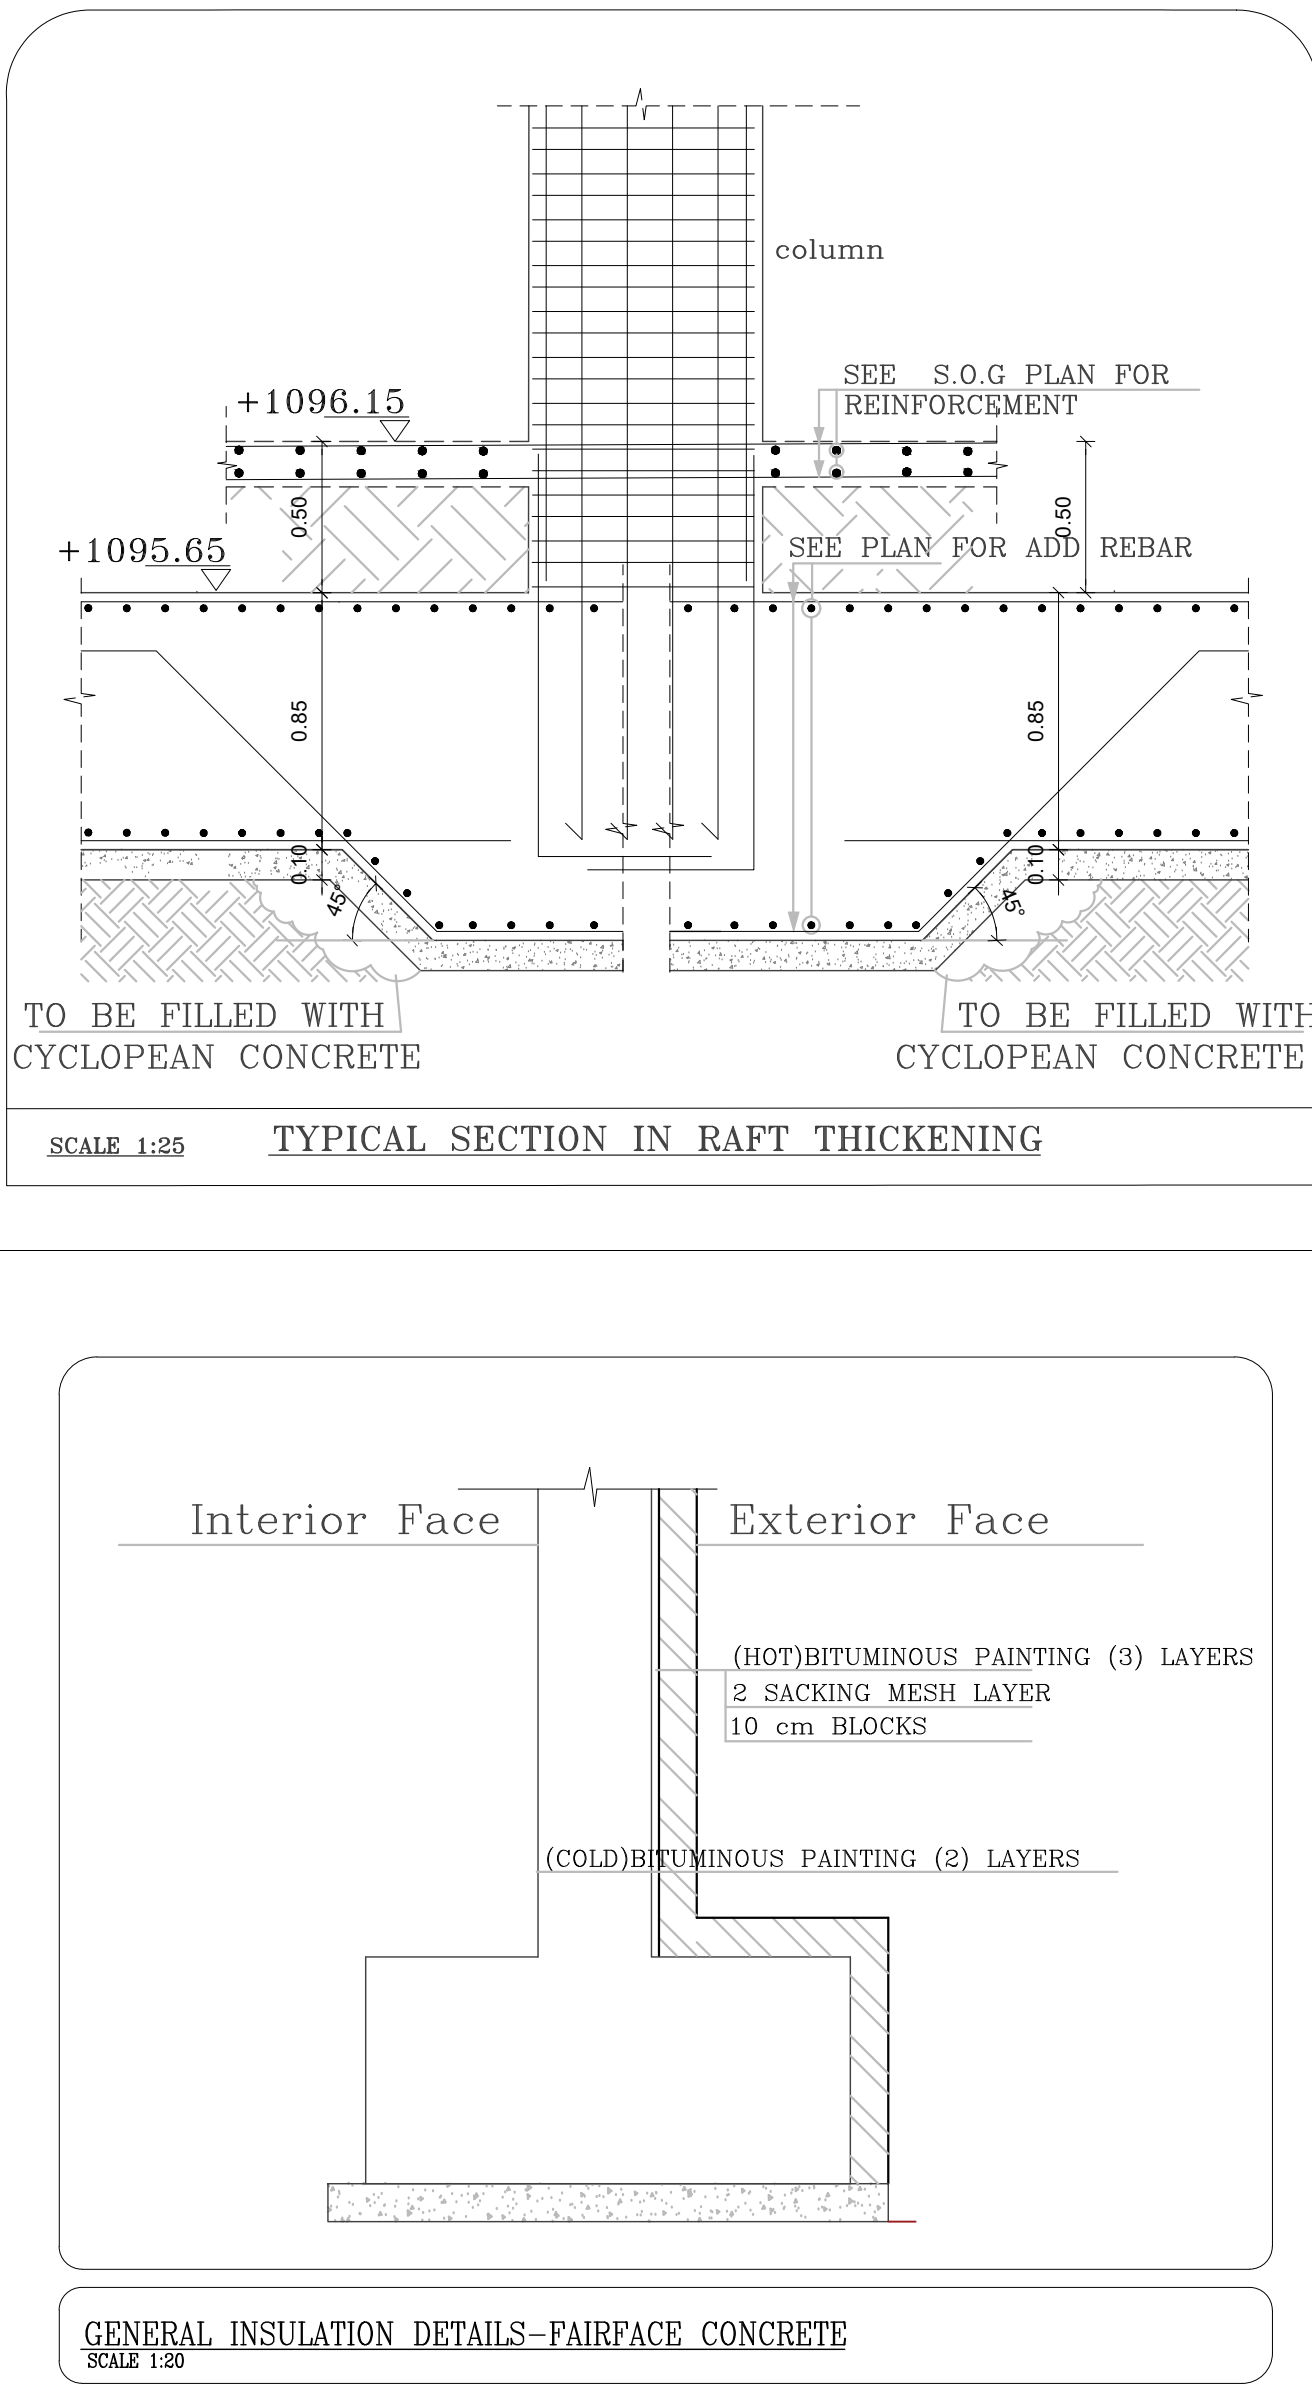 column
SEE S.O.G PLAN FOR
REINFORCEMENT
+1096.15
0.50
0.50
+1095.65
SEE PLAN FOR ADD REBAR
0.85
0.85
0.10
0.10
45°
45°
TO BE FILLED WITH
CYCLOPEAN CONCRETE
TO BE FILLED WITH
CYCLOPEAN CONCRETE
SCALE 1:25
TYPICAL SECTION IN RAFT THICKENING
Interior Face
Exterior Face
(HOT)BITUMINOUS PAINTING (3) LAYERS
2 SACKING MESH LAYER
10 cm BLOCKS
(COLD)BITUMINOUS PAINTING (2) LAYERS
GENERAL INSULATION DETAILS-FAIRFACE CONCRETE
SCALE 1:20